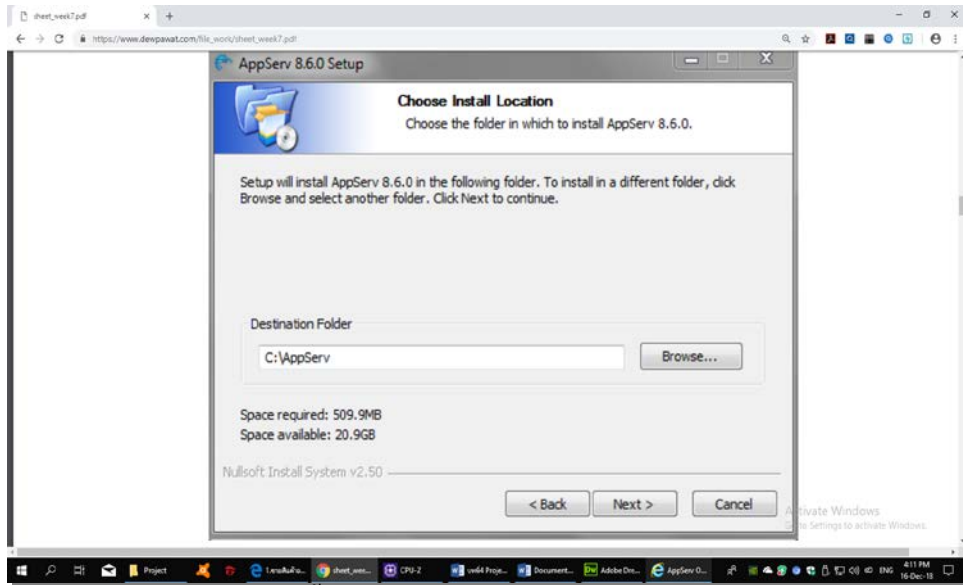 sheet_week7.pdf
https://www.dewpawat.com/file_work/sheet_week7.pdf
AppServ 8.6.0 Setup
Choose Install Location
Choose the folder in which to install AppServ 8.6.0.
Setup will install AppServ 8.6.0 in the following folder. To install in a different folder, click
Browse and select another folder. Click Next to continue.
Destination Folder
C:\AppServ
Browse...
Space required: 509.9MB
Space available: 20.9GB
Nullsoft Install System v2.50
< Back Next > Cancel
Activate Windows
Go to Settings to activate Windows.
Project sheet_wee... CPU-Z Document... Adobe Dre... AppServ O... ENG 4:11 PM
16-Dec-18